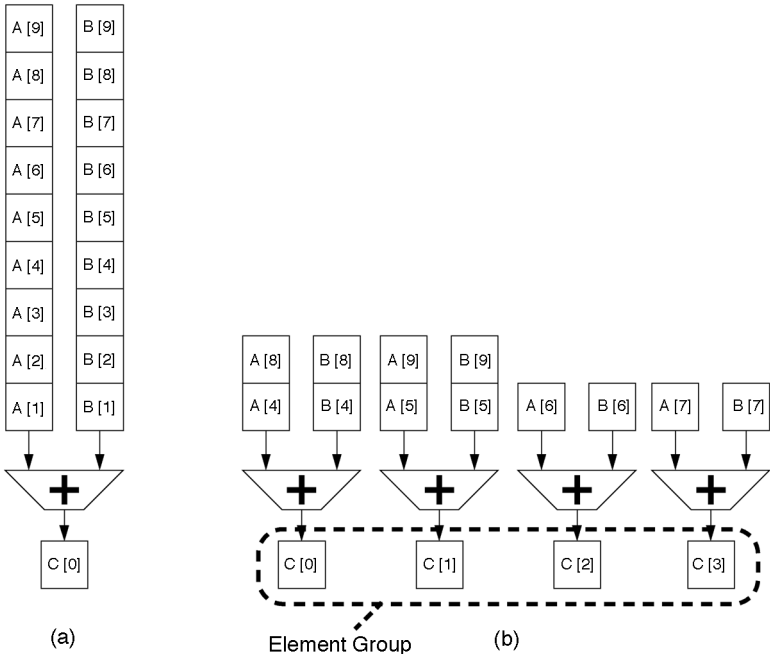 A [9] B [9]
A [8] B [8]
A [7] B [7]
A [6] B [6]
A [5] B [5]
A [4] B [4]
A [3] B [3]
A [2] B [2]
A [1] B [1]
+
C [0]
(a)
A [8] B [8] A [9] B [9]
A [4] B [4] A [5] B [5] A [6] B [6] A [7] B [7]
+ + + +
C [0] C [1] C [2] C [3]
Element Group
(b)